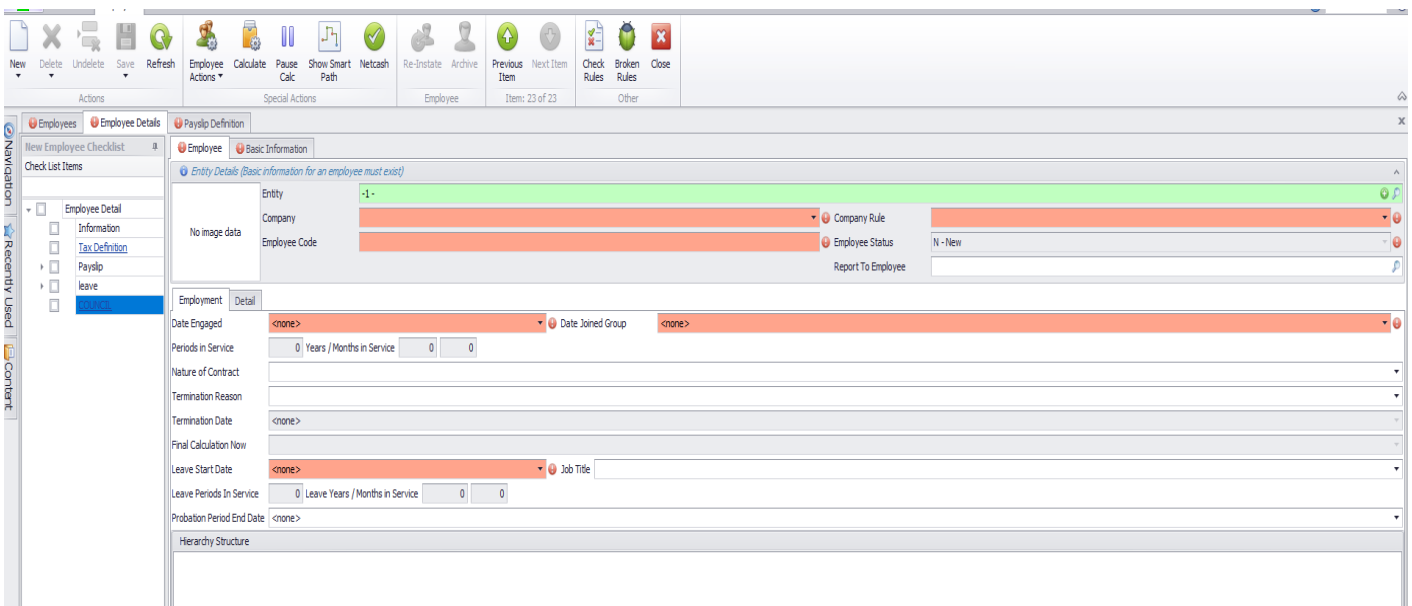 New Delete Undelete Save Refresh Employee Actions Calculate Pause Calc Show Smart Path Netcash Re-Instate Archive Previous Item Next Item Check Rules Broken Rules Close
Actions Special Actions Employee Item: 23 of 23 Other
Navigation
Recently Used
Content
Employees Employee Details Payslip Definition
New Employee Checklist
Check List Items
Employee Detail
Information
Tax Definition
Payslip
leave
COUNCIL
Employee Basic Information
Entity Details (Basic information for an employee must exist)
No image data
Entity -1 -
Company Company Rule
Employee Code Employee Status N - New
Report To Employee
Employment Detail
Date Engaged <none> Date Joined Group <none>
Periods in Service 0 Years / Months in Service 0 0
Nature of Contract
Termination Reason
Termination Date <none>
Final Calculation Now
Leave Start Date <none> Job Title
Leave Periods In Service 0 Leave Years / Months in Service 0 0
Probation Period End Date <none>
Hierarchy Structure